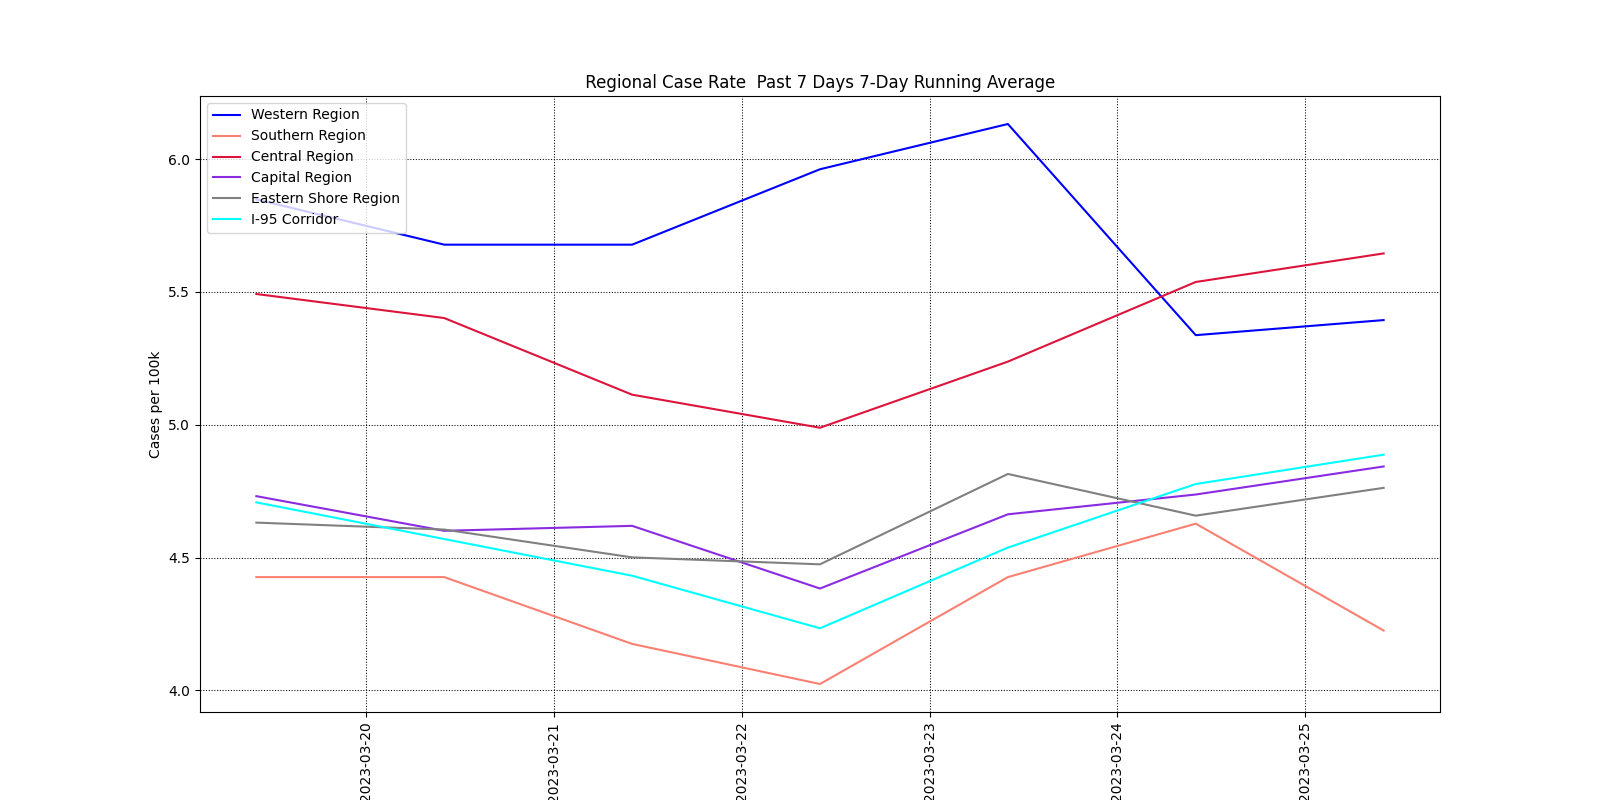 Regional Case Rate  Past 7 Days 7-Day Running Average
Western Region
Southern Region
Central Region
Capital Region
Eastern Shore Region
I-95 Corridor
Cases per 100k
6.0
5.5
5.0
4.5
4.0
2023-03-20
2023-03-21
2023-03-22
2023-03-23
2023-03-24
2023-03-25